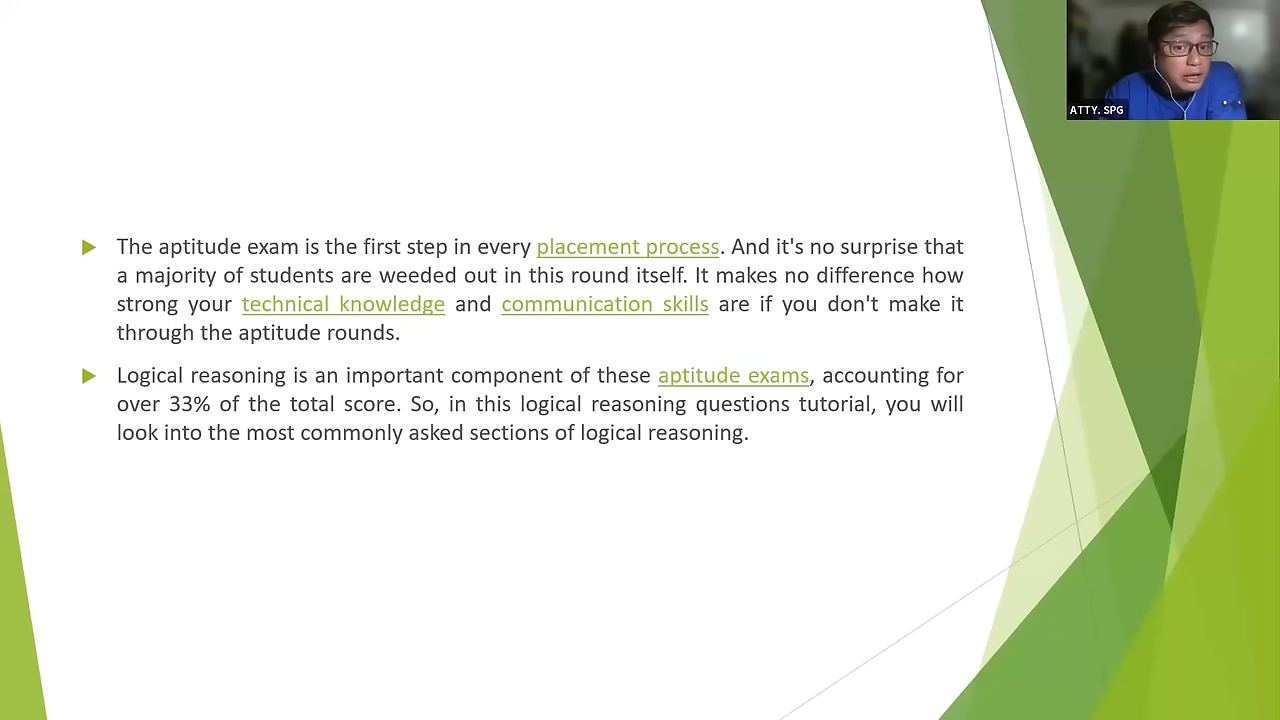 ATTY. SPG
The aptitude exam is the first step in every placement process. And it's no surprise that
a majority of students are weeded out in this round itself. It makes no difference how
strong your technical knowledge and communication skills are if you don't make it
through the aptitude rounds.
Logical reasoning is an important component of these aptitude exams, accounting for
over 33% of the total score. So, in this logical reasoning questions tutorial, you will
look into the most commonly asked sections of logical reasoning.